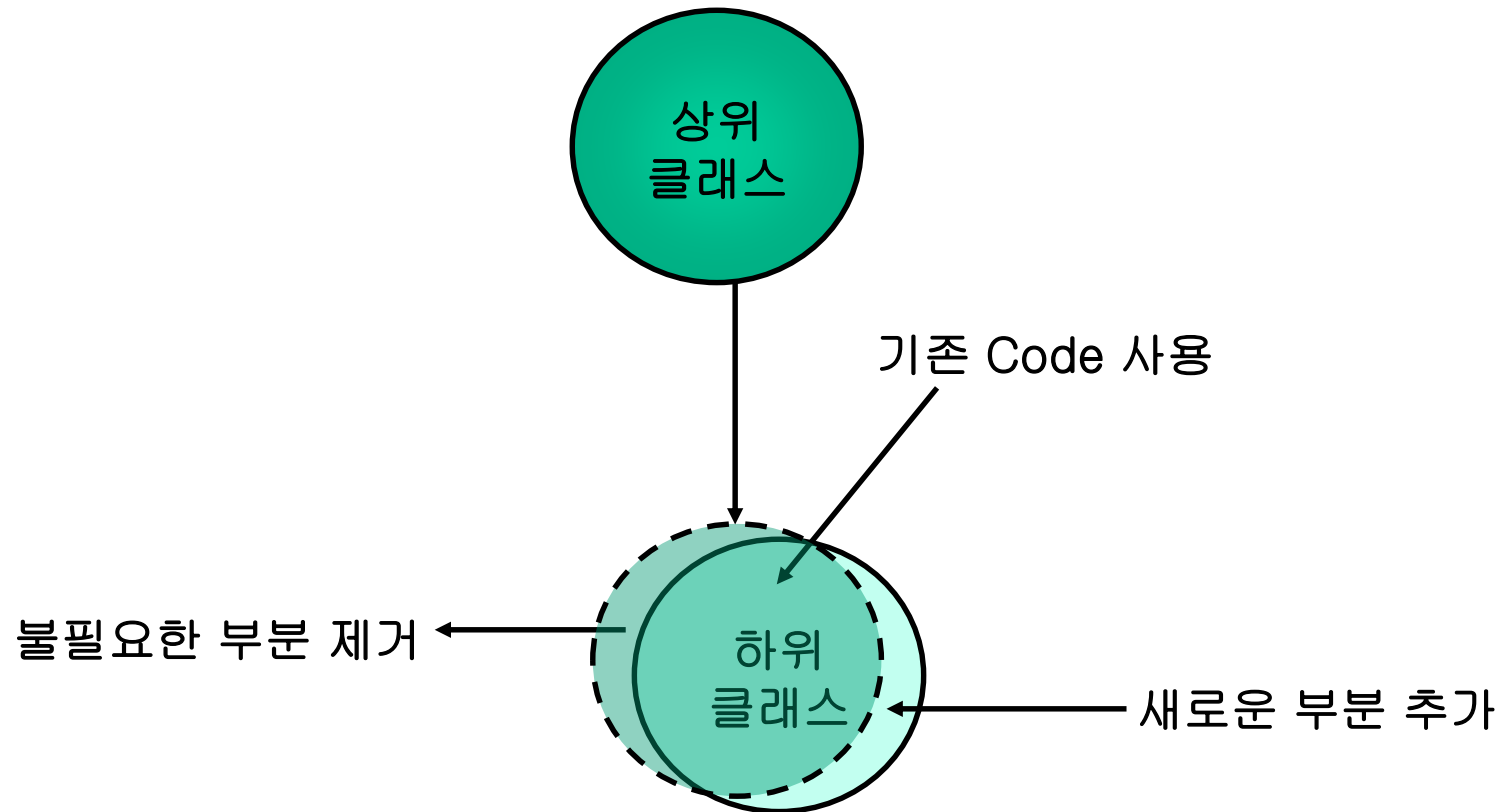 상위
클래스
기존 Code 사용
불필요한 부분 제거
하위
클래스
새로운 부분 추가